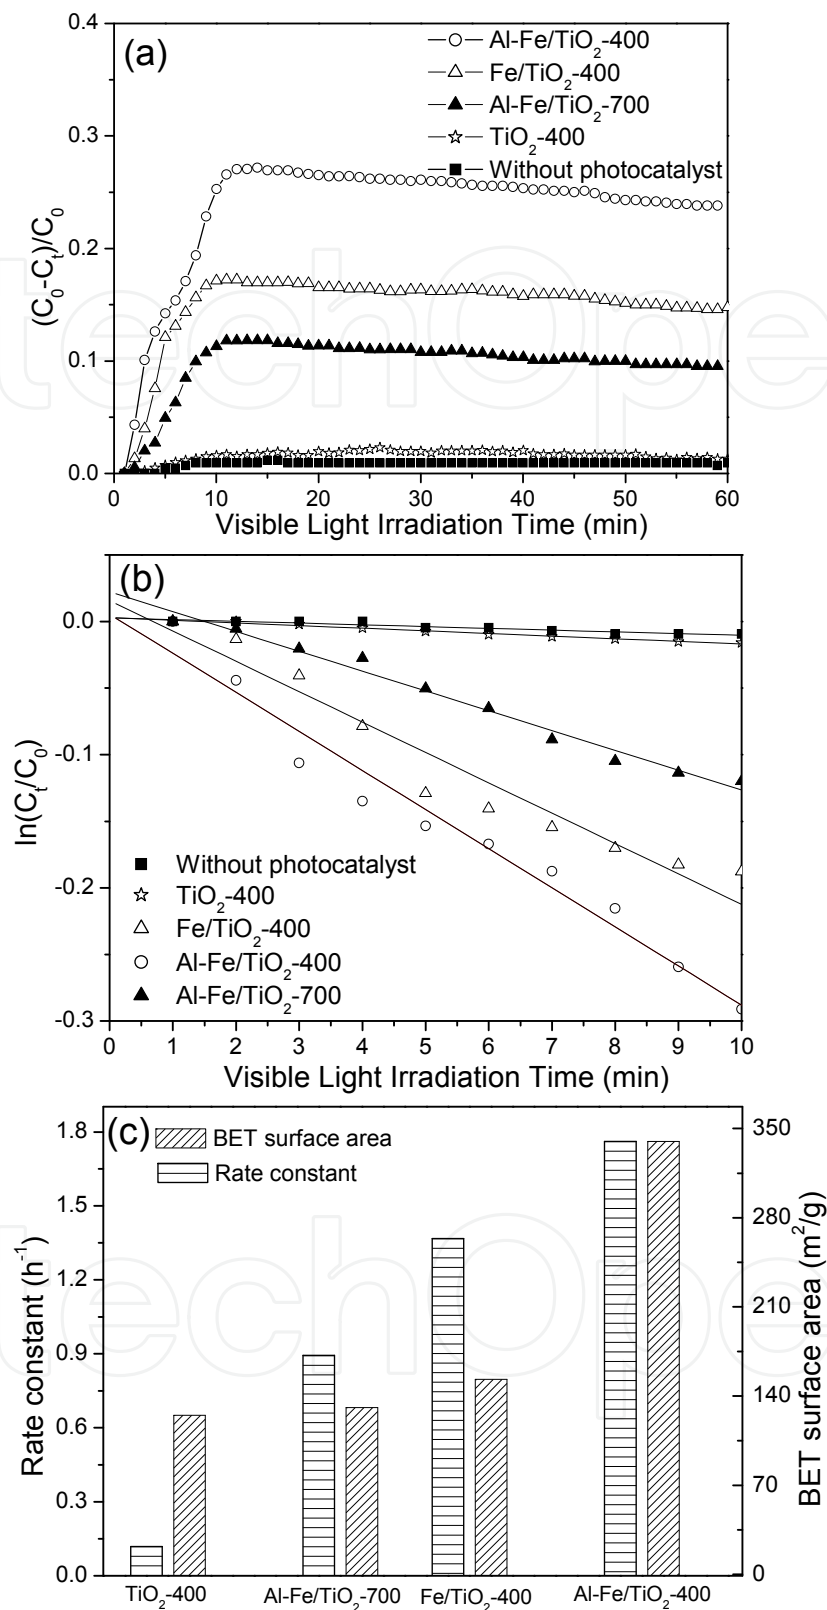 (a)
Al-Fe/TiO₂-400
Fe/TiO₂-400
Al-Fe/TiO₂-700
TiO₂-400
Without photocatalyst
0.4
0.3
0.2
0.1
0.0
(C₀-Cₜ)/C₀
0 10 20 30 40 50 60
Visible Light Irradiation Time (min)
(b)
0.0
-0.1
-0.2
-0.3
ln(Cₜ/C₀)
Without photocatalyst
TiO₂-400
Fe/TiO₂-400
Al-Fe/TiO₂-400
Al-Fe/TiO₂-700
0 1 2 3 4 5 6 7 8 9 10
Visible Light Irradiation Time (min)
(c)
BET surface area
Rate constant
1.8
1.5
1.2
0.9
0.6
0.3
0.0
Rate constant (h⁻¹)
350
280
210
140
70
0
BET surface area (m²/g)
TiO₂-400 Al-Fe/TiO₂-700 Fe/TiO₂-400 Al-Fe/TiO₂-400
techOpe
techOpe